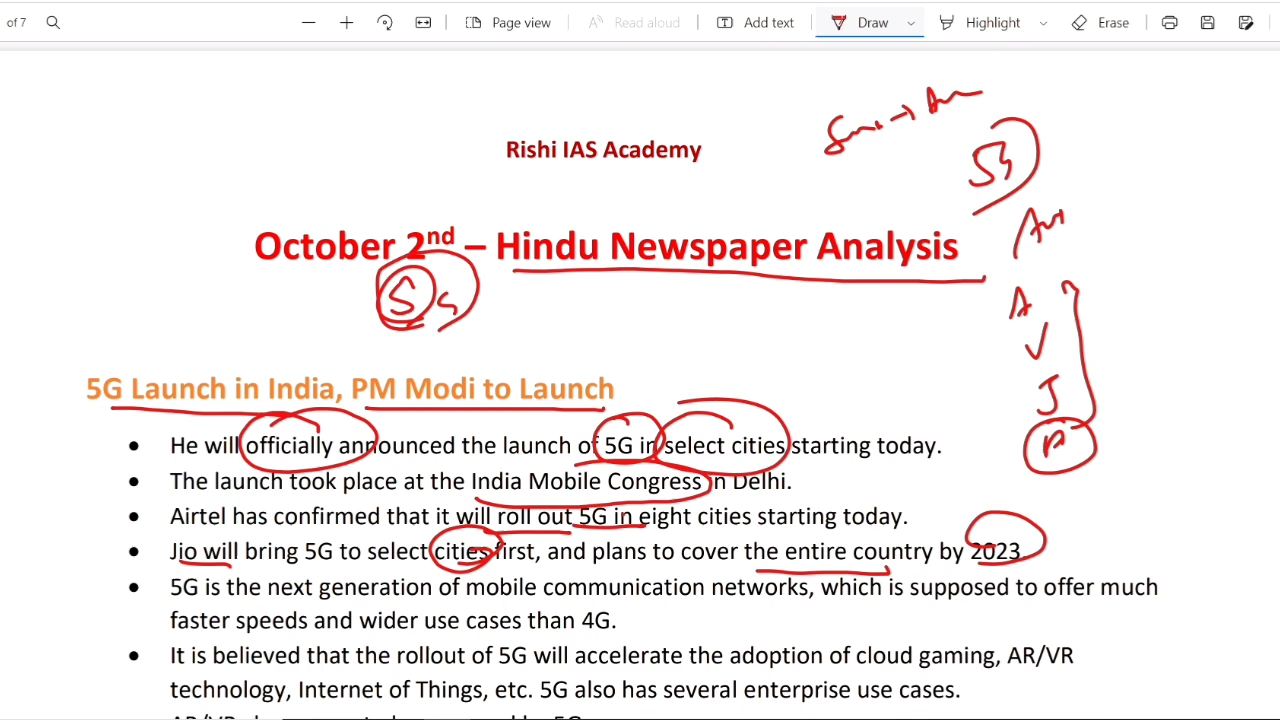 of 7
Page view
Read aloud
Add text
Draw
Highlight
Erase
Rishi IAS Academy
October 2nd – Hindu Newspaper Analysis
5G Launch in India, PM Modi to Launch
• He will officially announced the launch of 5G in select cities starting today.
• The launch took place at the India Mobile Congress in Delhi.
• Airtel has confirmed that it will roll out 5G in eight cities starting today.
• Jio will bring 5G to select cities first, and plans to cover the entire country by 2023.
• 5G is the next generation of mobile communication networks, which is supposed to offer much
faster speeds and wider use cases than 4G.
• It is believed that the rollout of 5G will accelerate the adoption of cloud gaming, AR/VR
technology, Internet of Things, etc. 5G also has several enterprise use cases.
5G
A
V
J